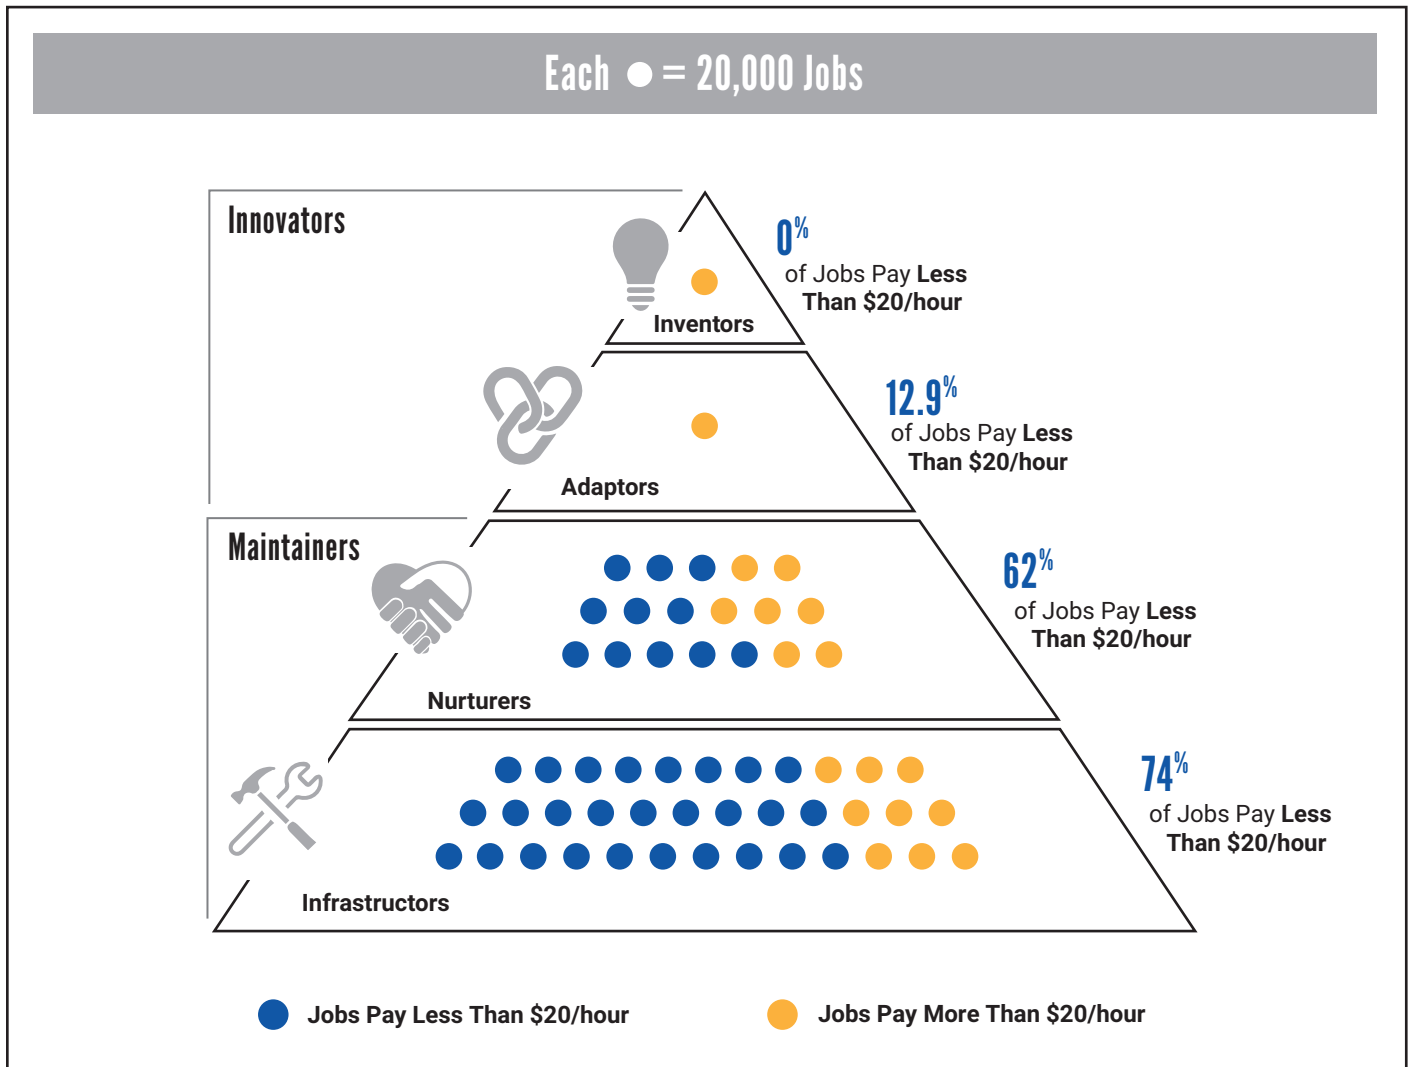 Each = 20,000 Jobs
Innovators
0%
of Jobs Pay Less
Than $20/hour
Inventors
12.9%
of Jobs Pay Less
Than $20/hour
Adaptors
Maintainers
62%
of Jobs Pay Less
Than $20/hour
Nurturers
74%
of Jobs Pay Less
Than $20/hour
Infrastructors
Jobs Pay Less Than $20/hour
Jobs Pay More Than $20/hour